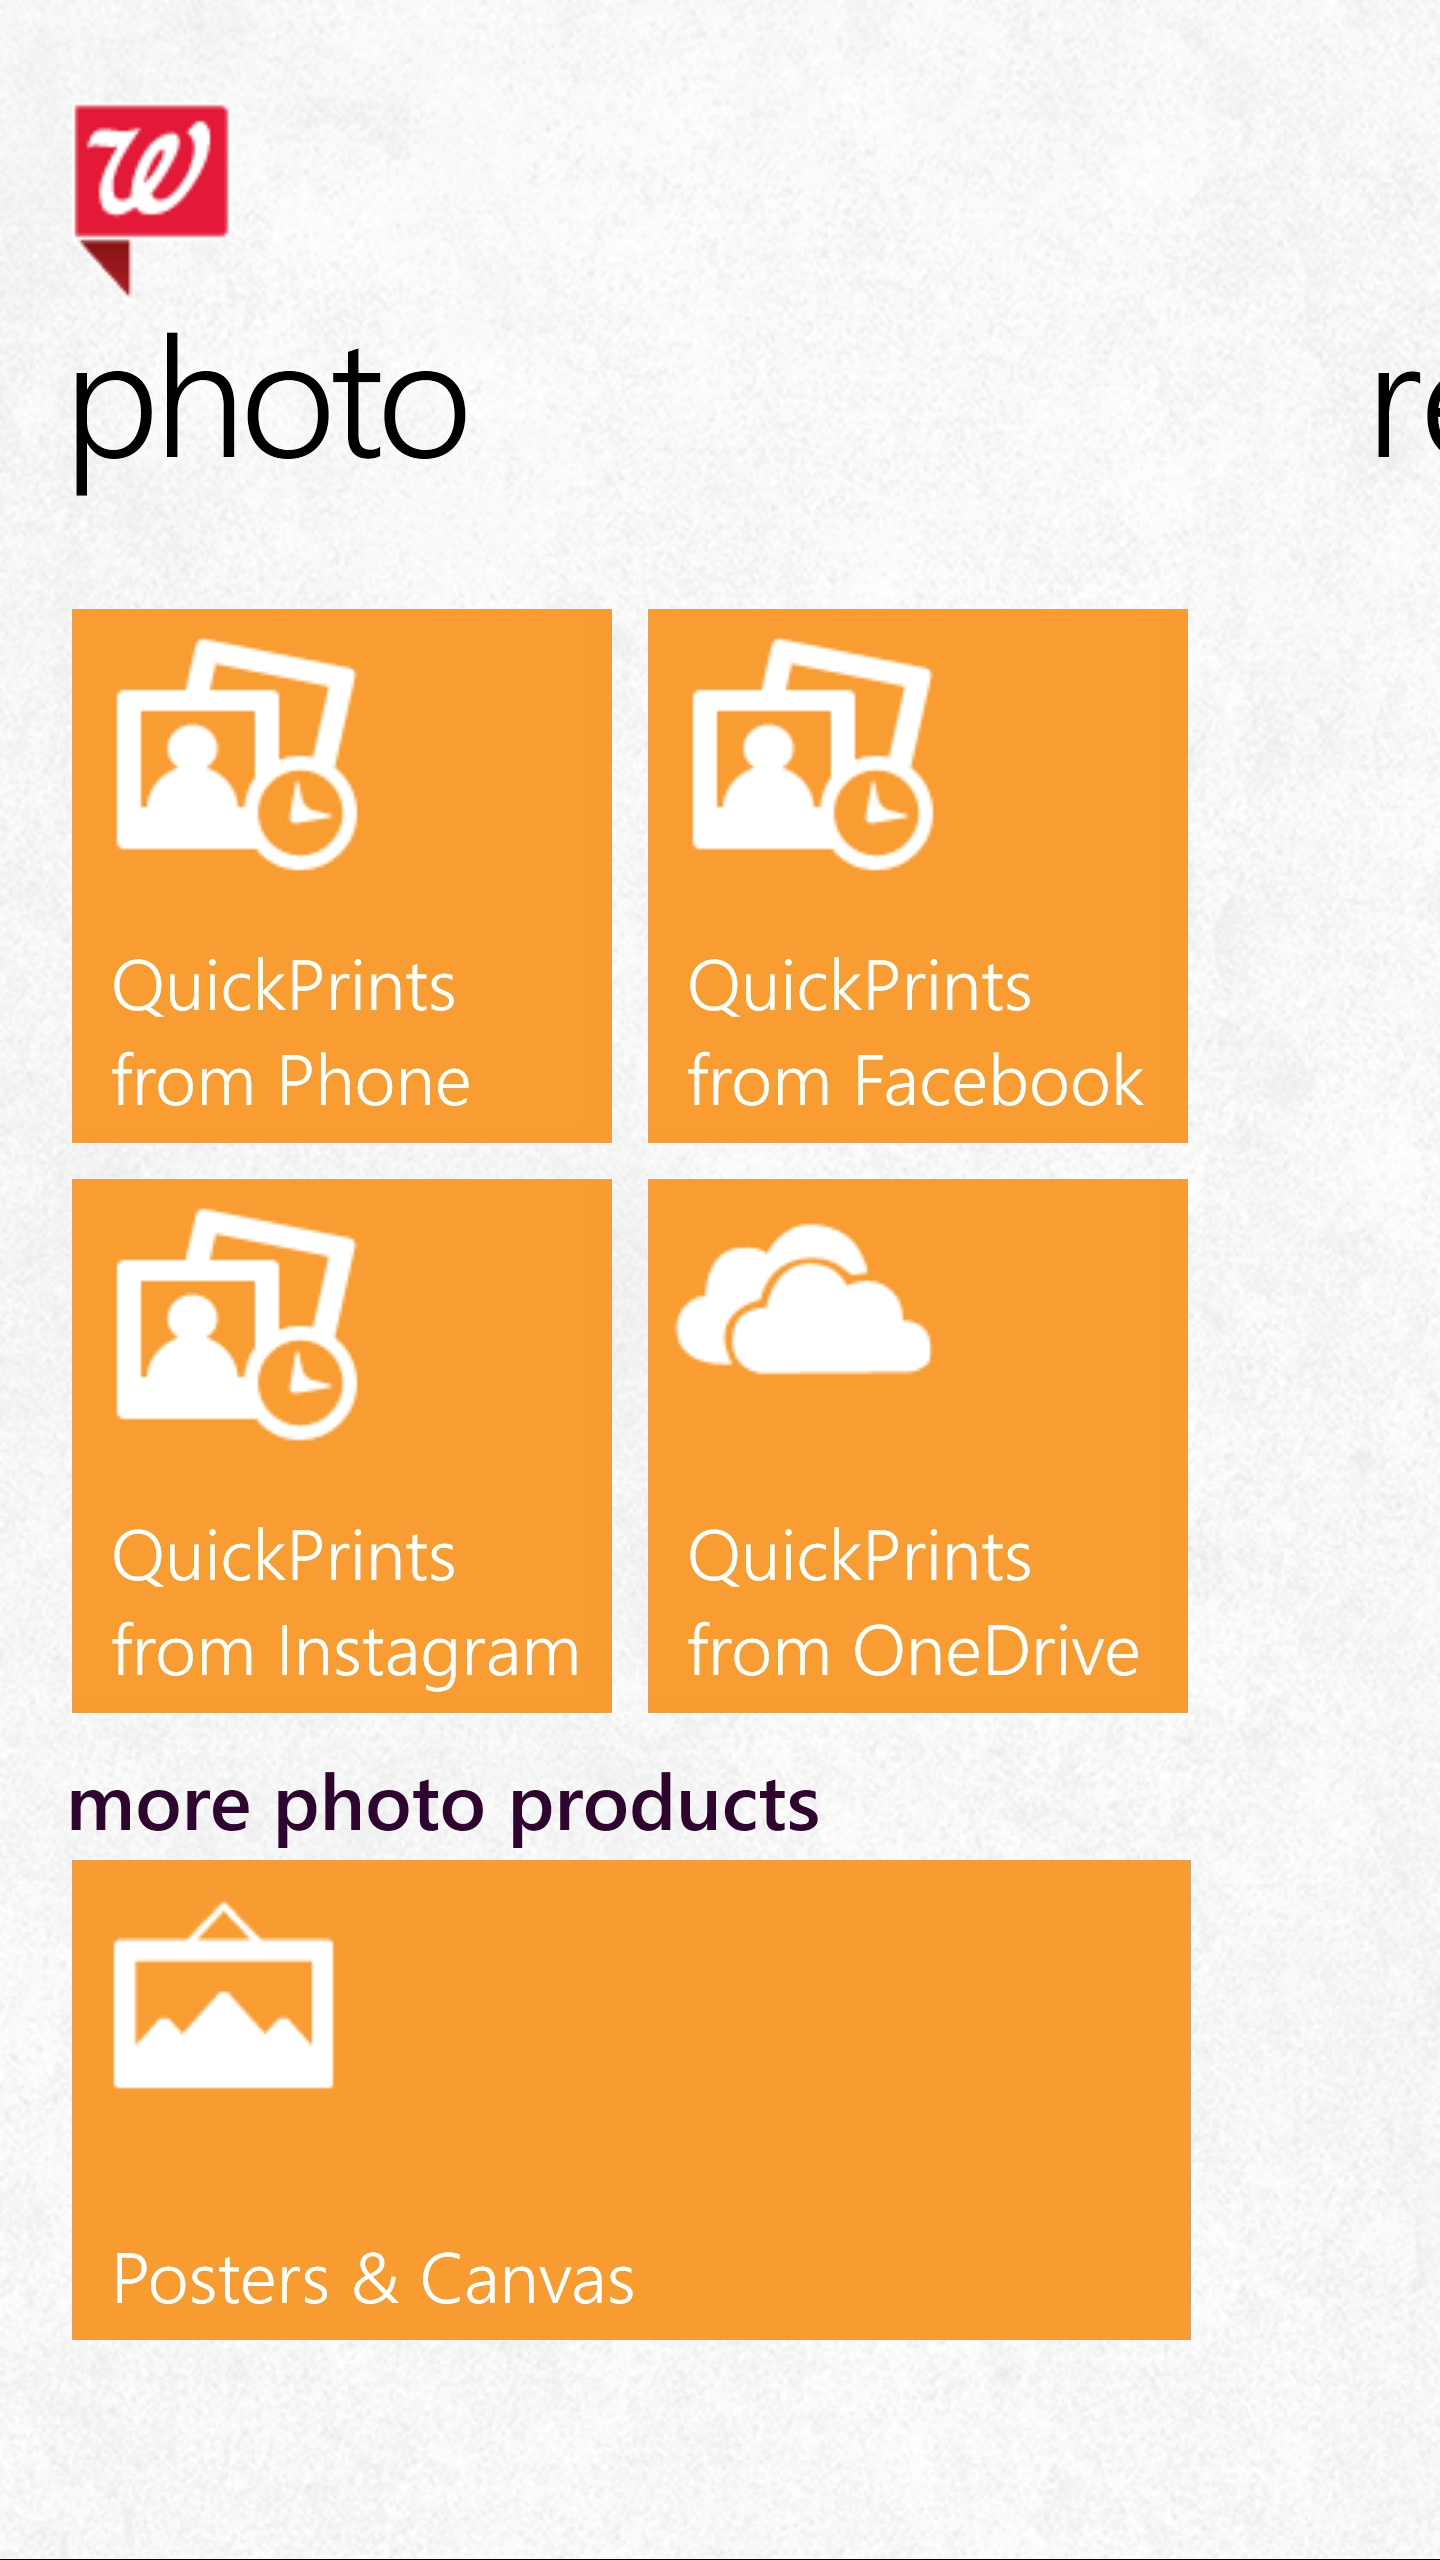 W
photo
re
QuickPrints
from Phone
QuickPrints
from Facebook
QuickPrints
from Instagram
QuickPrints
from OneDrive
more photo products
Posters & Canvas